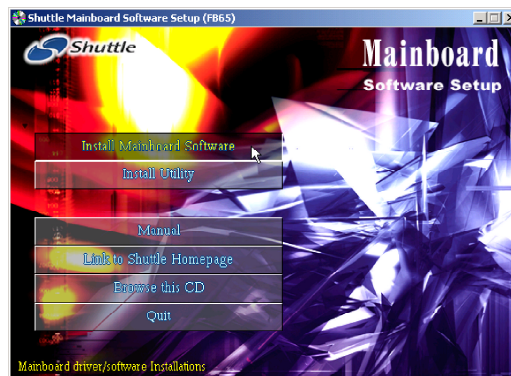 Shuttle Mainboard Software Setup (FB65)
Shuttle
Mainboard
Software Setup
Install Mainboard Software
Install Utility
Manual
Link to Shuttle Homepage
Browse this CD
Quit
Mainboard driver/software Installations